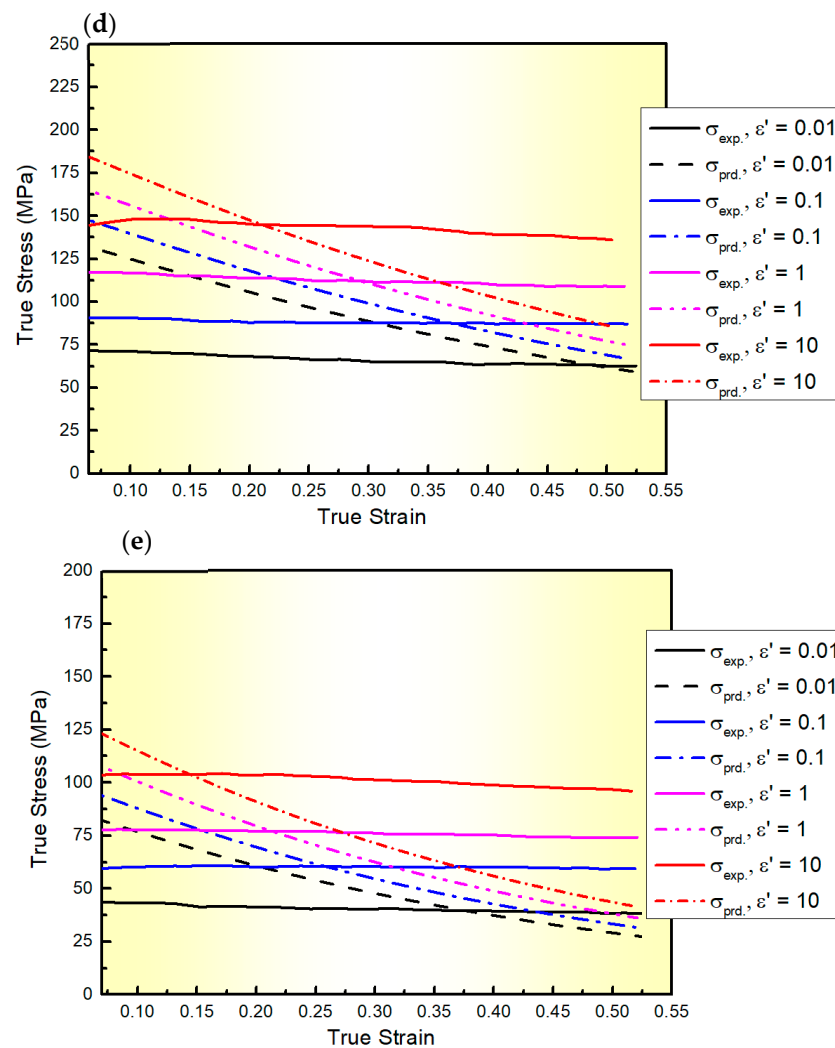 (d)
250
225
200
175
150
125
100
75
50
25
0
True Stress (MPa)
0.10 0.15 0.20 0.25 0.30 0.35 0.40 0.45 0.50 0.55
True Strain
σexp., ε' = 0.01
σprd., ε' = 0.01
σexp., ε' = 0.1
σprd., ε' = 0.1
σexp., ε' = 1
σprd., ε' = 1
σexp., ε' = 10
σprd., ε' = 10
(e)
200
175
150
125
100
75
50
25
0
True Stress (MPa)
0.10 0.15 0.20 0.25 0.30 0.35 0.40 0.45 0.50 0.55
True Strain
σexp., ε' = 0.01
σprd., ε' = 0.01
σexp., ε' = 0.1
σprd., ε' = 0.1
σexp., ε' = 1
σprd., ε' = 1
σexp., ε' = 10
σprd., ε' = 10